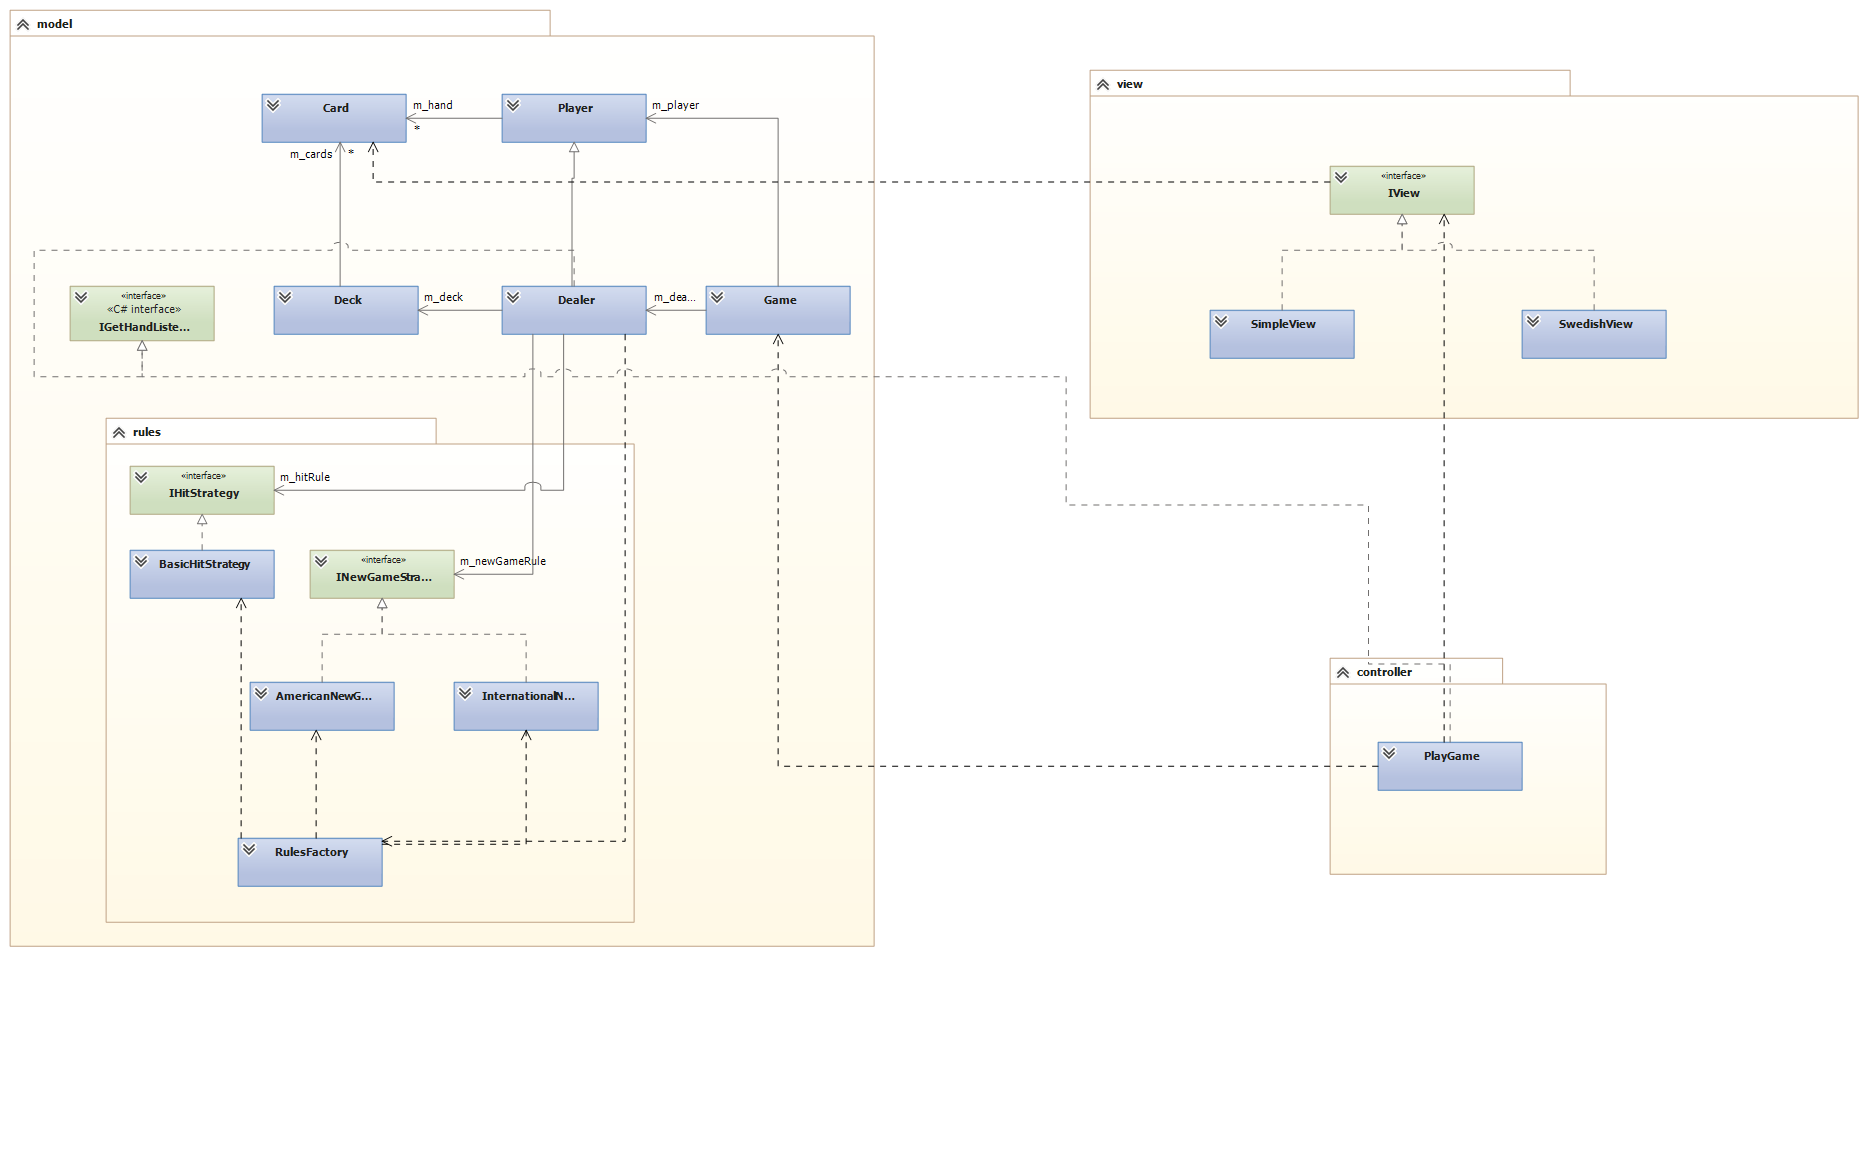 model
Card
m_hand
*
Player
m_player
m_cards
*
«interface»
«C# interface»
IGetHandListe...
Deck
m_deck
Dealer
m_dea...
Game
rules
«interface»
IHitStrategy
m_hitRule
BasicHitStrategy
«interface»
INewGameStra...
m_newGameRule
AmericanNewG...
InternationalN...
RulesFactory
view
«interface»
IView
SimpleView
SwedishView
controller
PlayGame